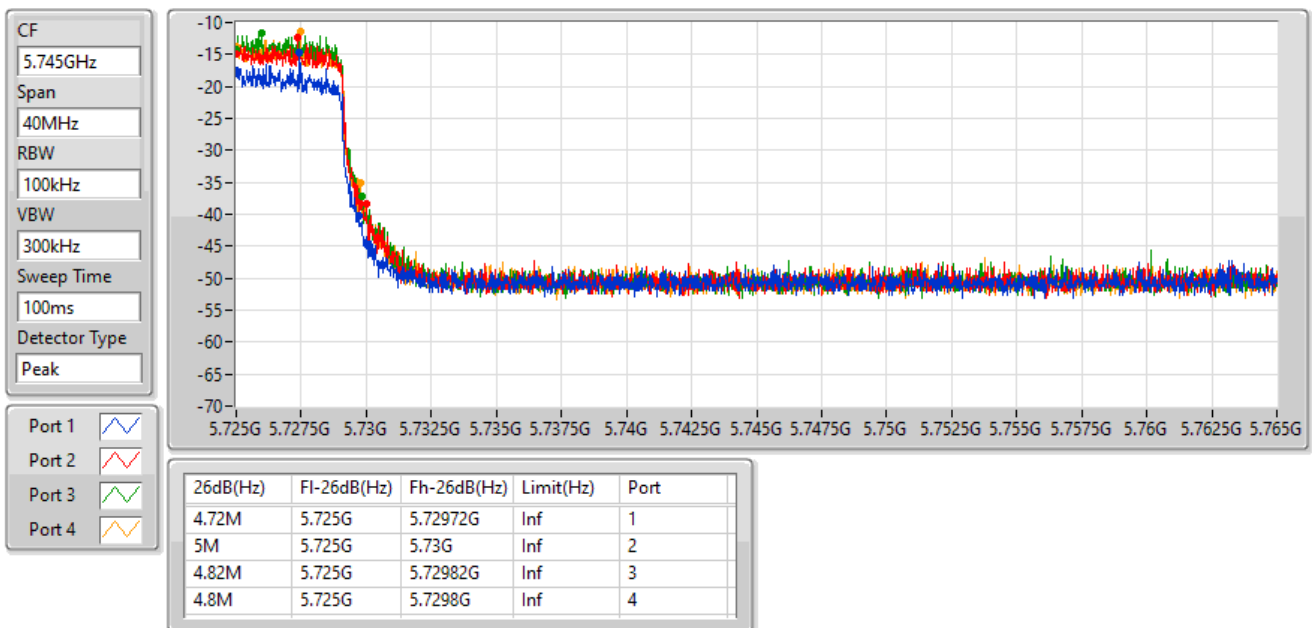 CF
5.745GHz
Span
40MHz
RBW
100kHz
VBW
300kHz
Sweep Time
100ms
Detector Type
Peak
Port 1
Port 2
Port 3
Port 4
-10
-15
-20
-25
-30
-35
-40
-45
-50
-55
-60
-65
-70
5.725G 5.7275G 5.73G 5.7325G 5.735G 5.7375G 5.74G 5.7425G 5.745G 5.7475G 5.75G 5.7525G 5.755G 5.7575G 5.76G 5.7625G 5.765G
26dB(Hz) Fl-26dB(Hz) Fh-26dB(Hz) Limit(Hz) Port
4.72M 5.725G 5.72972G Inf 1
5M 5.725G 5.73G Inf 2
4.82M 5.725G 5.72982G Inf 3
4.8M 5.725G 5.7298G Inf 4